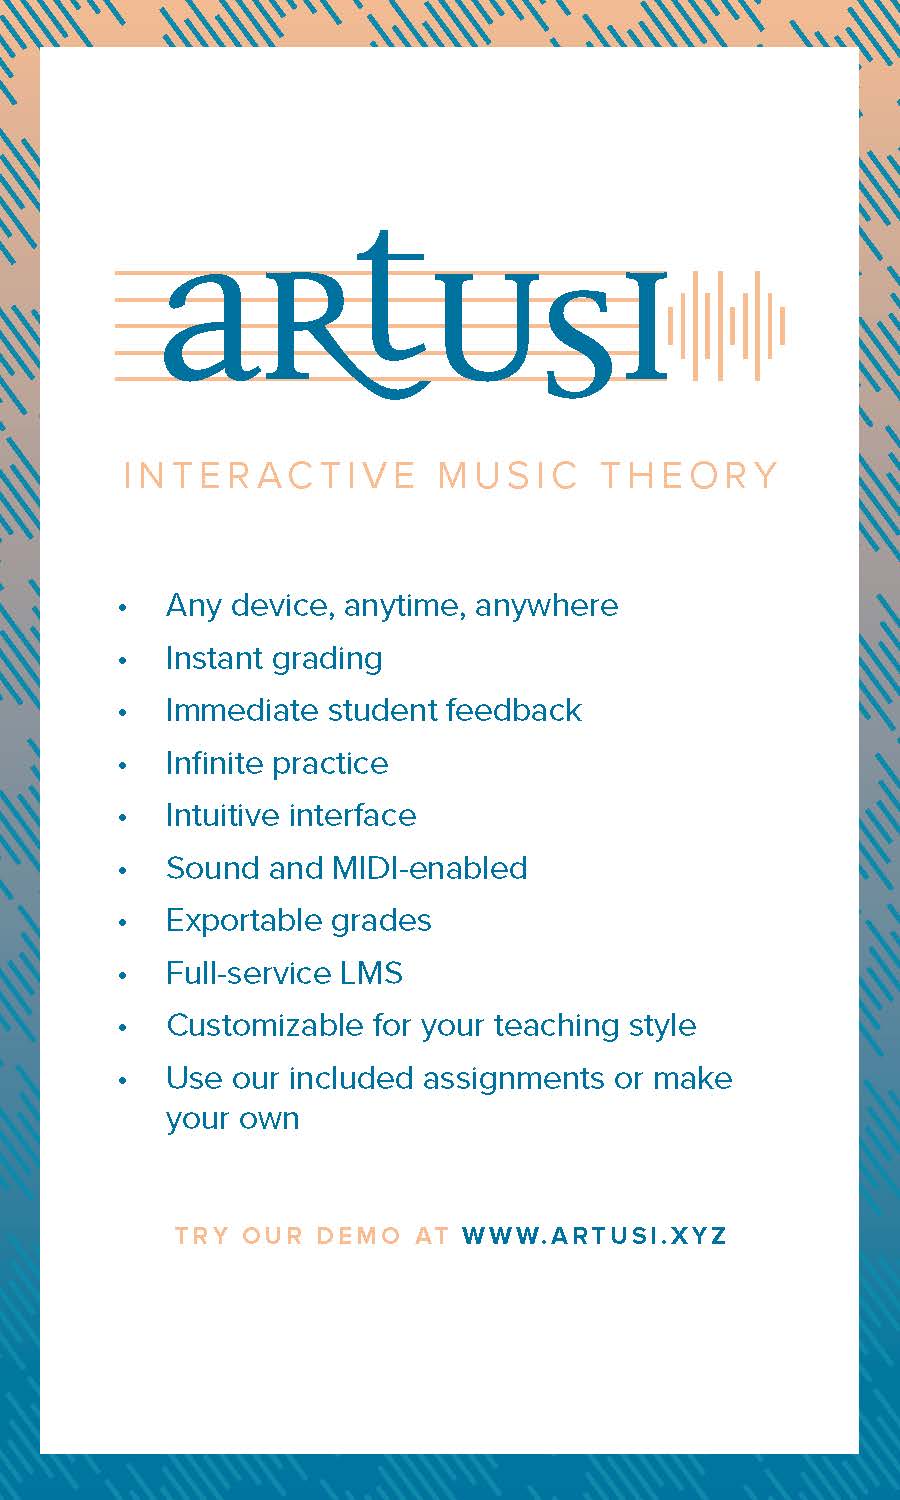 aRtUSI
INTERACTIVE MUSIC THEORY
• Any device, anytime, anywhere
• Instant grading
• Immediate student feedback
• Infinite practice
• Intuitive interface
• Sound and MIDI-enabled
• Exportable grades
• Full-service LMS
• Customizable for your teaching style
• Use our included assignments or make
your own
TRY OUR DEMO AT WWW.ARTUSI.XYZ